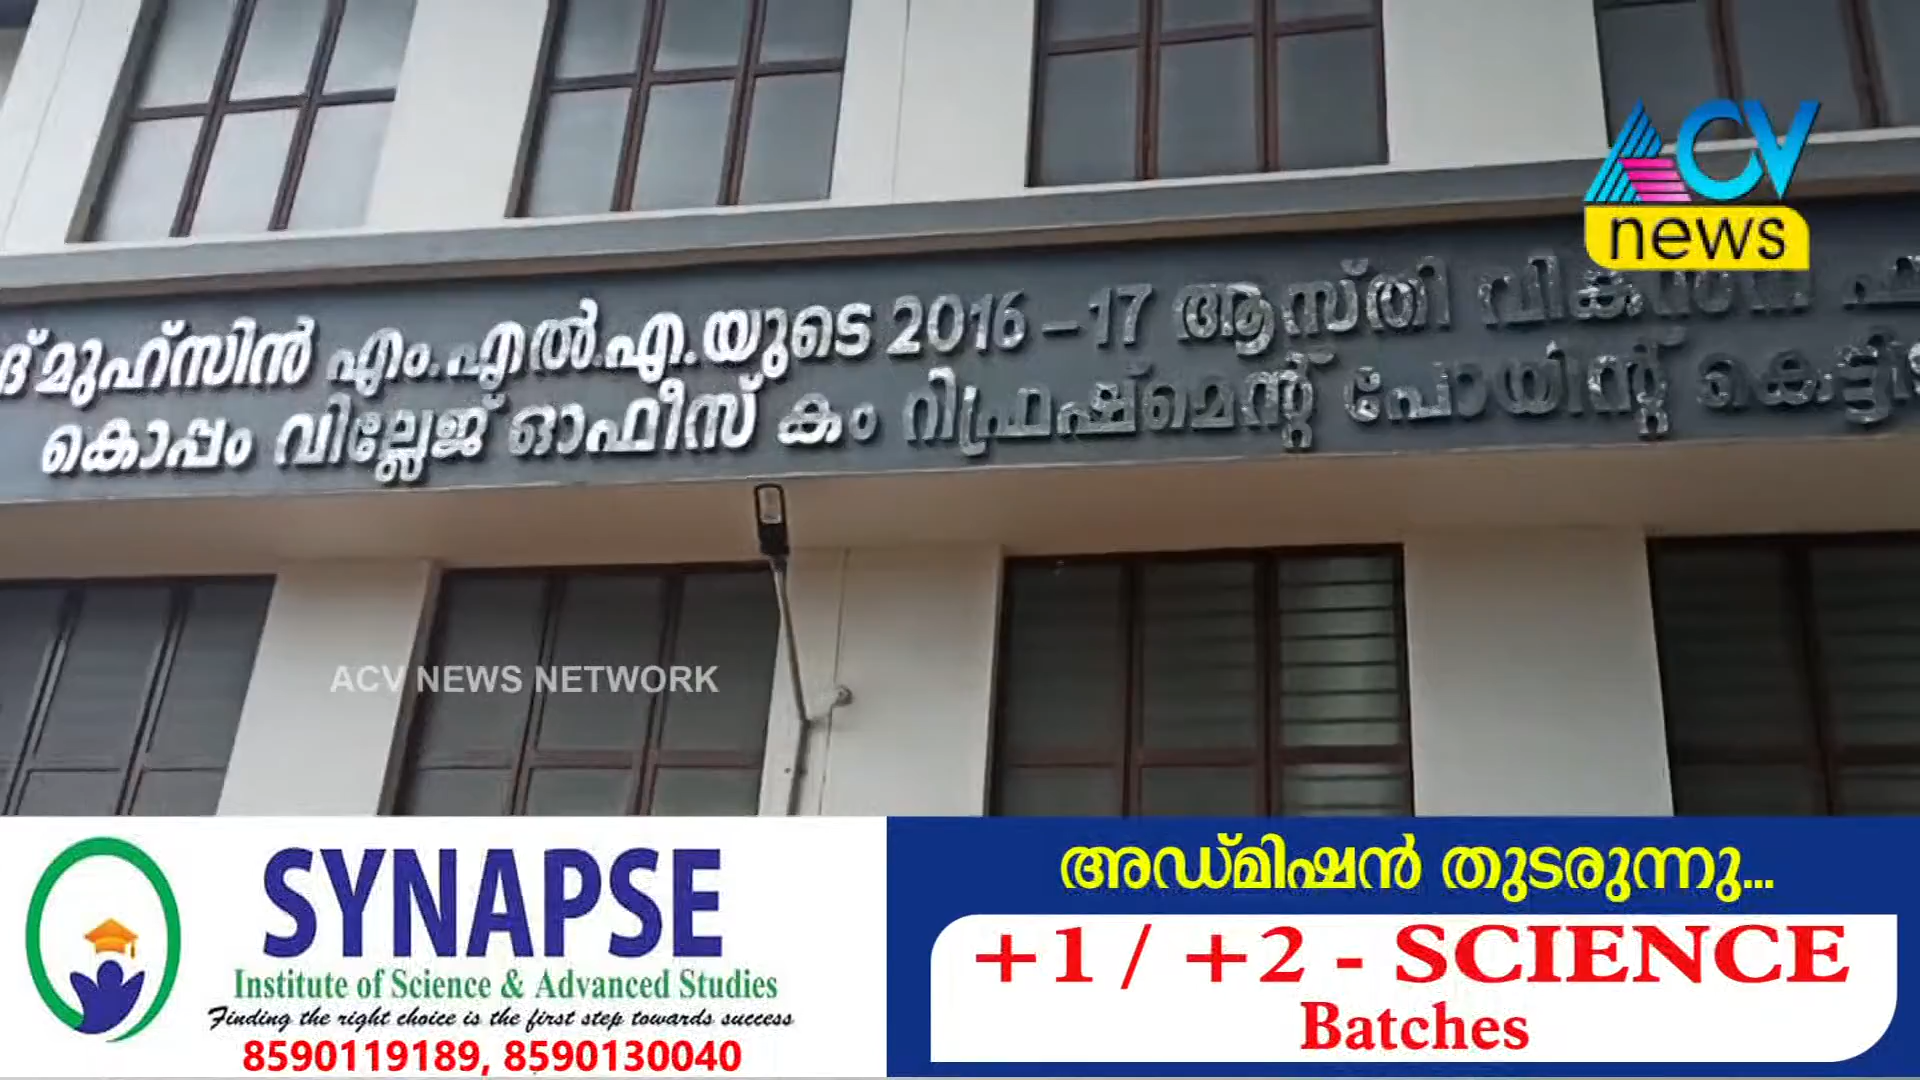 ACV
news
മുഹ്സിൻ എം.എൽ.എ.യുടെ 2016 - 17 ആസ്തി വികസന
കൊപ്പം വില്ലേജ് ഓഫീസ് കം റിഫ്രഷ്മെന്റ് പോയിന്റ്
ACV NEWS NETWORK
SYNAPSE
Institute of Science & Advanced Studies
Finding the right choice is the first step towards success
8590119189, 8590130040
അഡ്മിഷൻ തുടരുന്നു...
+1 / +2 - SCIENCE
Batches